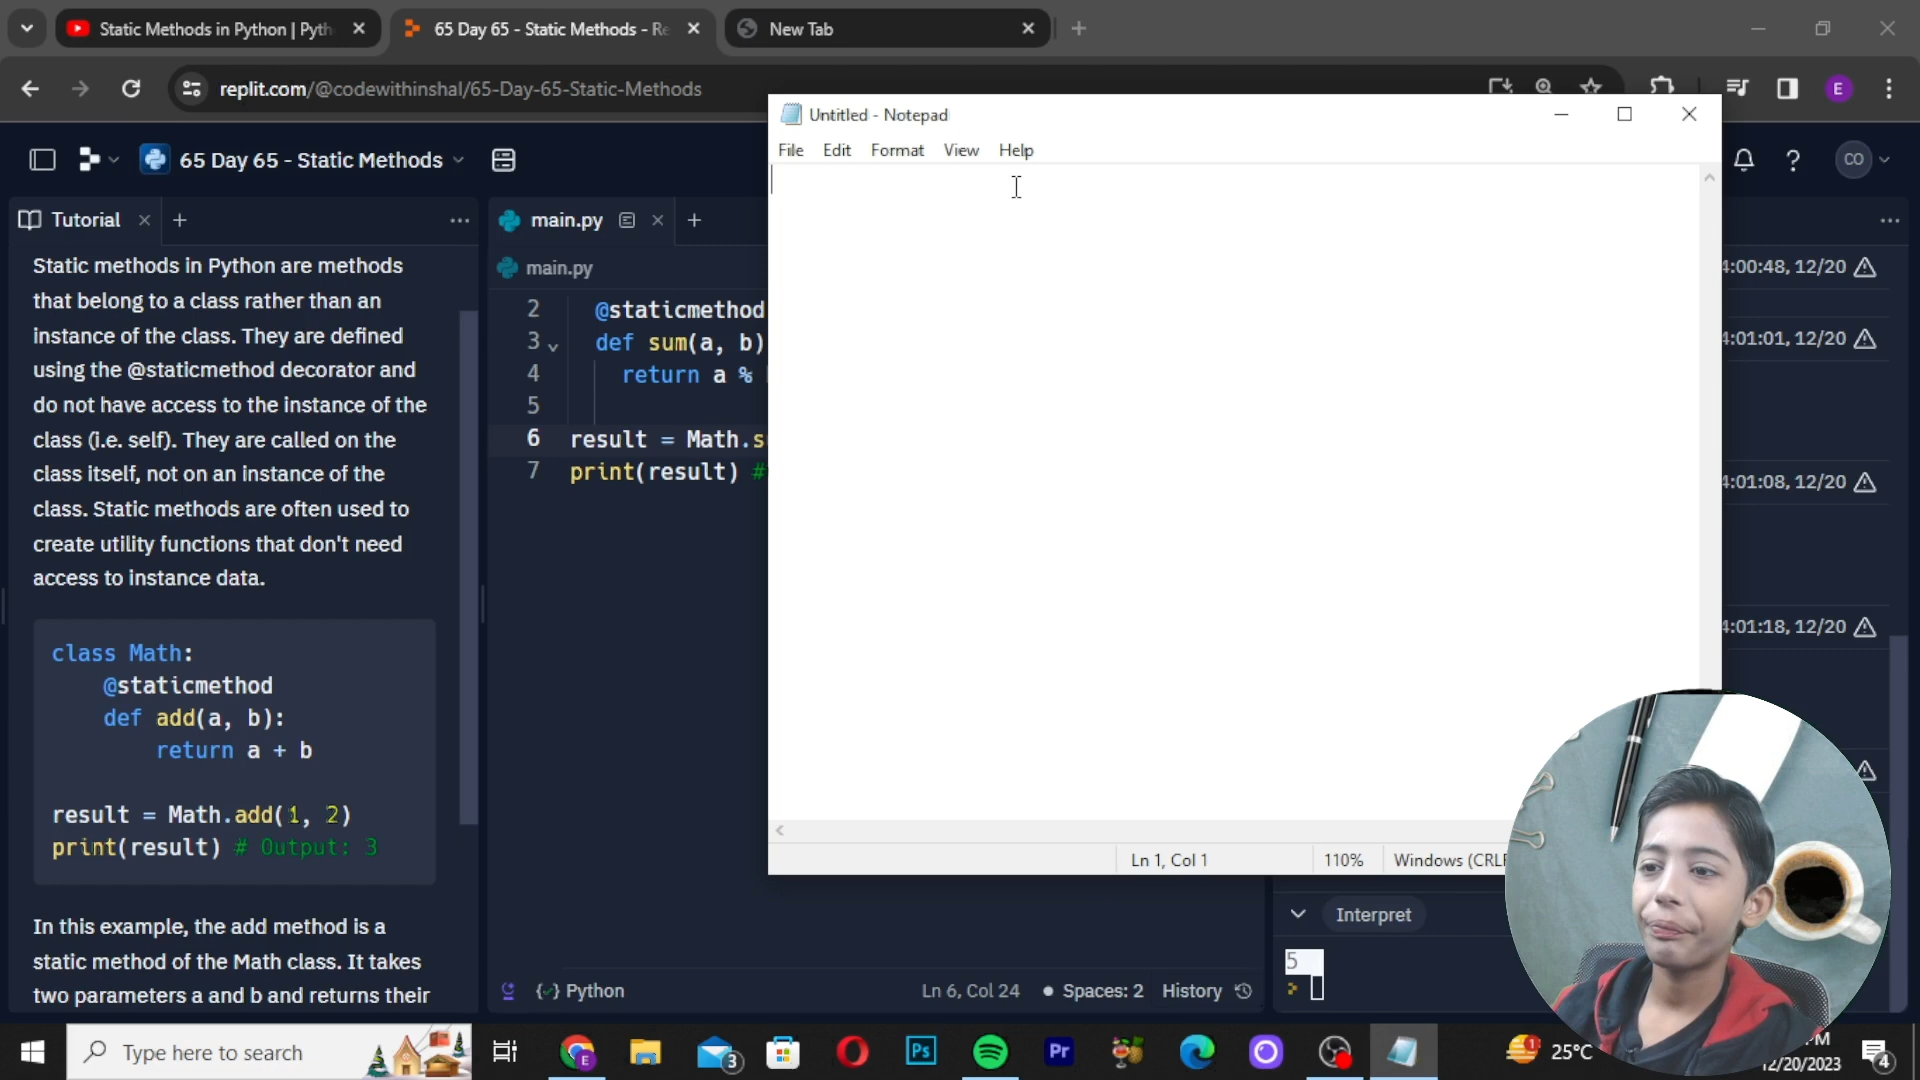 Static Methods in Python | Pyth
65 Day 65 - Static Methods - Re
New Tab
replit.com/@codewithinshal/65-Day-65-Static-Methods
E
Untitled - Notepad
File Edit Format View Help
65 Day 65 - Static Methods
CO
Tutorial
main.py
main.py
Static methods in Python are methods
that belong to a class rather than an
instance of the class. They are defined
using the @staticmethod decorator and
do not have access to the instance of the
class (i.e. self). They are called on the
class itself, not on an instance of the
class. Static methods are often used to
create utility functions that don't need
access to instance data.
class Math:
@staticmethod
def add(a, b):
return a + b
result = Math.add(1, 2)
print(result) # Output: 3
In this example, the add method is a
static method of the Math class. It takes
two parameters a and b and returns their
2 @staticmethod
3 def sum(a, b)
4 return a %
5
6 result = Math.s
7 print(result) #
4:00:48, 12/20
4:01:01, 12/20
4:01:08, 12/20
4:01:18, 12/20
Ln 1, Col 1
110%
Windows (CRLF
Interpret
5
Python
Ln 6, Col 24
Spaces: 2
History
Type here to search
E
3
Ps
Pr
1
25°C
PM
12/20/2023
4